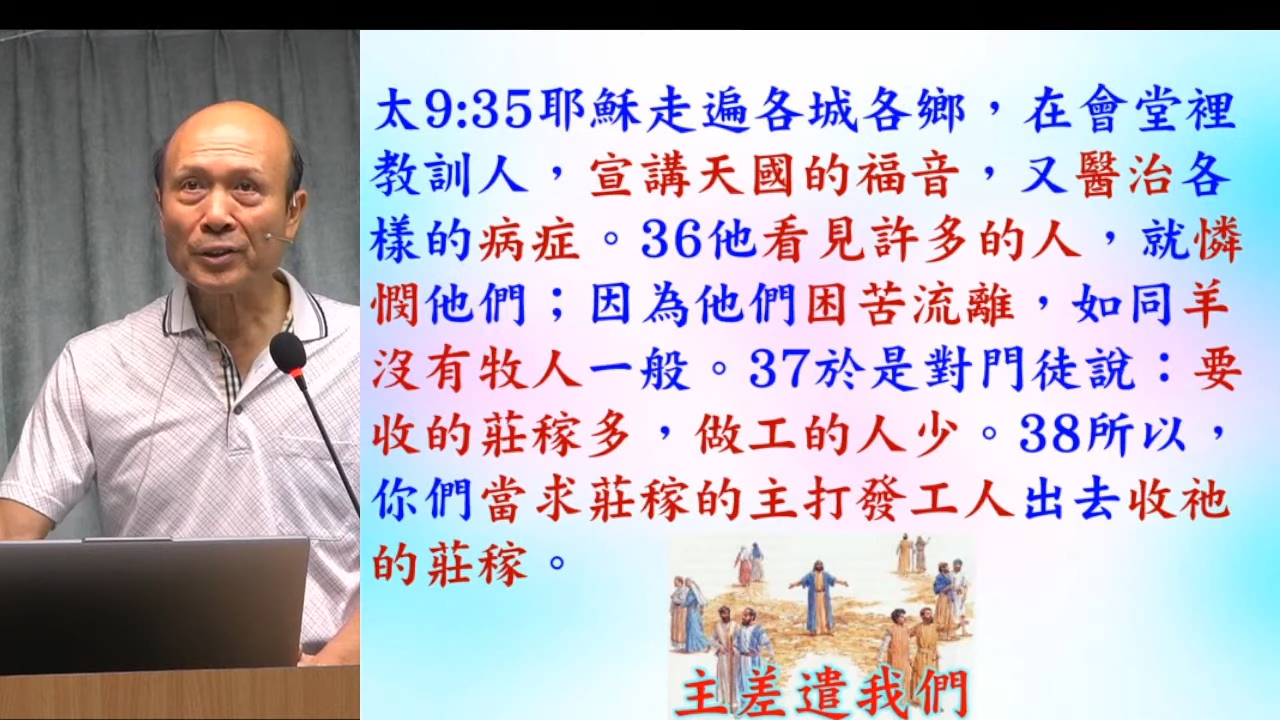 太9:35耶穌走遍各城各鄉，在會堂裡
教訓人，宣講天國的福音，又醫治各
樣的病症。36他看見許多的人，就憐
憫他們；因為他們困苦流離，如同羊
沒有牧人一般。37於是對門徒說：要
收的莊稼多，做工的人少。38所以，
你們當求莊稼的主打發工人出去收祂
的莊稼。
主差遣我們